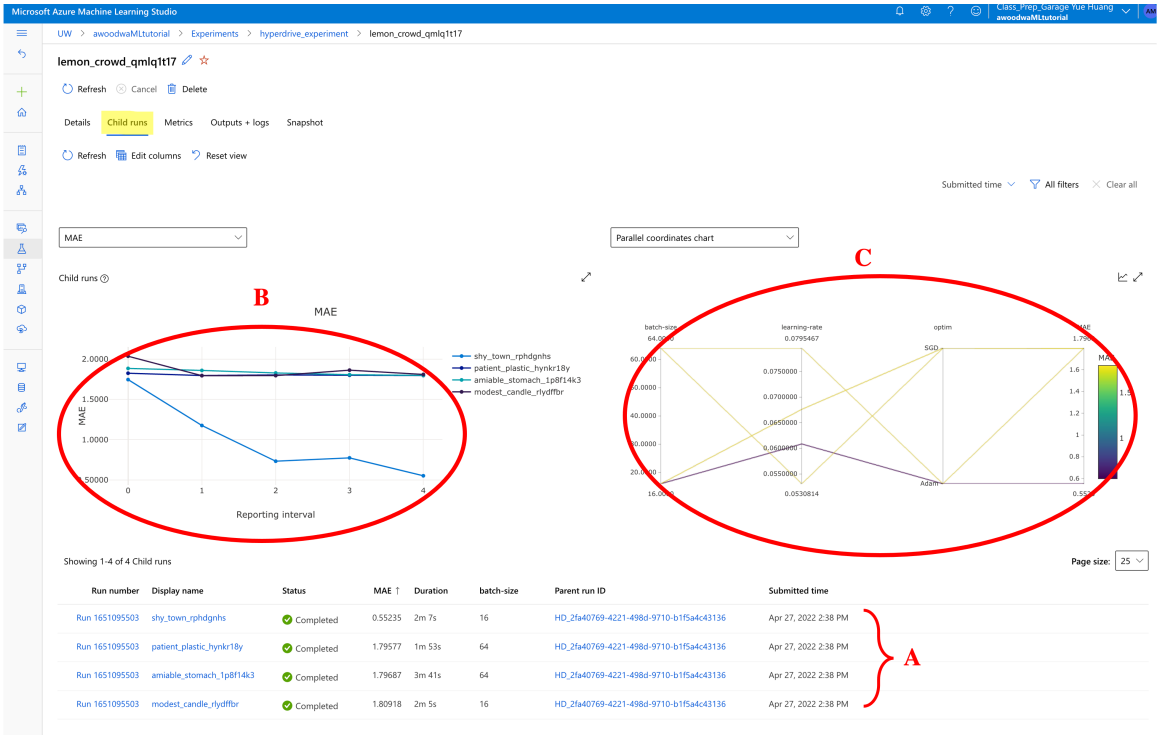 Microsoft Azure Machine Learning Studio
Class_Prep_Garage Yue Huang
awoodwaMLtutorial
AM
UW > awoodwaMLtutorial > Experiments > hyperdrive_experiment > lemon_crowd_qmlq1t17
lemon_crowd_qmlq1t17
Refresh Cancel Delete
Details Child runs Metrics Outputs + logs Snapshot
Refresh Edit columns Reset view
Submitted time All filters Clear all
MAE
Parallel coordinates chart
Child runs
B
C
MAE
2.0000
1.5000
1.0000
0.5000
MAE
0 1 2 3 4
Reporting interval
shy_town_rphdgnhs
patient_plastic_hynkr18y
amiable_stomach_1p8f14k3
modest_candle_rlydffbr
batch-size learning-rate optim MAE
64.0000 0.0795467 1.796
SGD
60.0000
50.0000
40.0000
30.0000
20.0000
16.0000
0.0750000
0.0700000
0.0650000
0.0600000
0.0550000
0.0530814
Adam
1.6
1.4
1.2
1
0.8
0.6
MAE
1.5
1
Showing 1-4 of 4 Child runs
Page size: 25
Run number Display name Status MAE ↑ Duration batch-size Parent run ID Submitted time
Run 1651095503 shy_town_rphdgnhs Completed 0.55235 2m 7s 16 HD_2fa40769-4221-498d-9710-b1f5a4c43136 Apr 27, 2022 2:38 PM
Run 1651095503 patient_plastic_hynkr18y Completed 1.79577 1m 53s 64 HD_2fa40769-4221-498d-9710-b1f5a4c43136 Apr 27, 2022 2:38 PM
Run 1651095503 amiable_stomach_1p8f14k3 Completed 1.79687 3m 41s 64 HD_2fa40769-4221-498d-9710-b1f5a4c43136 Apr 27, 2022 2:38 PM
Run 1651095503 modest_candle_rlydffbr Completed 1.80918 2m 5s 16 HD_2fa40769-4221-498d-9710-b1f5a4c43136 Apr 27, 2022 2:38 PM
A